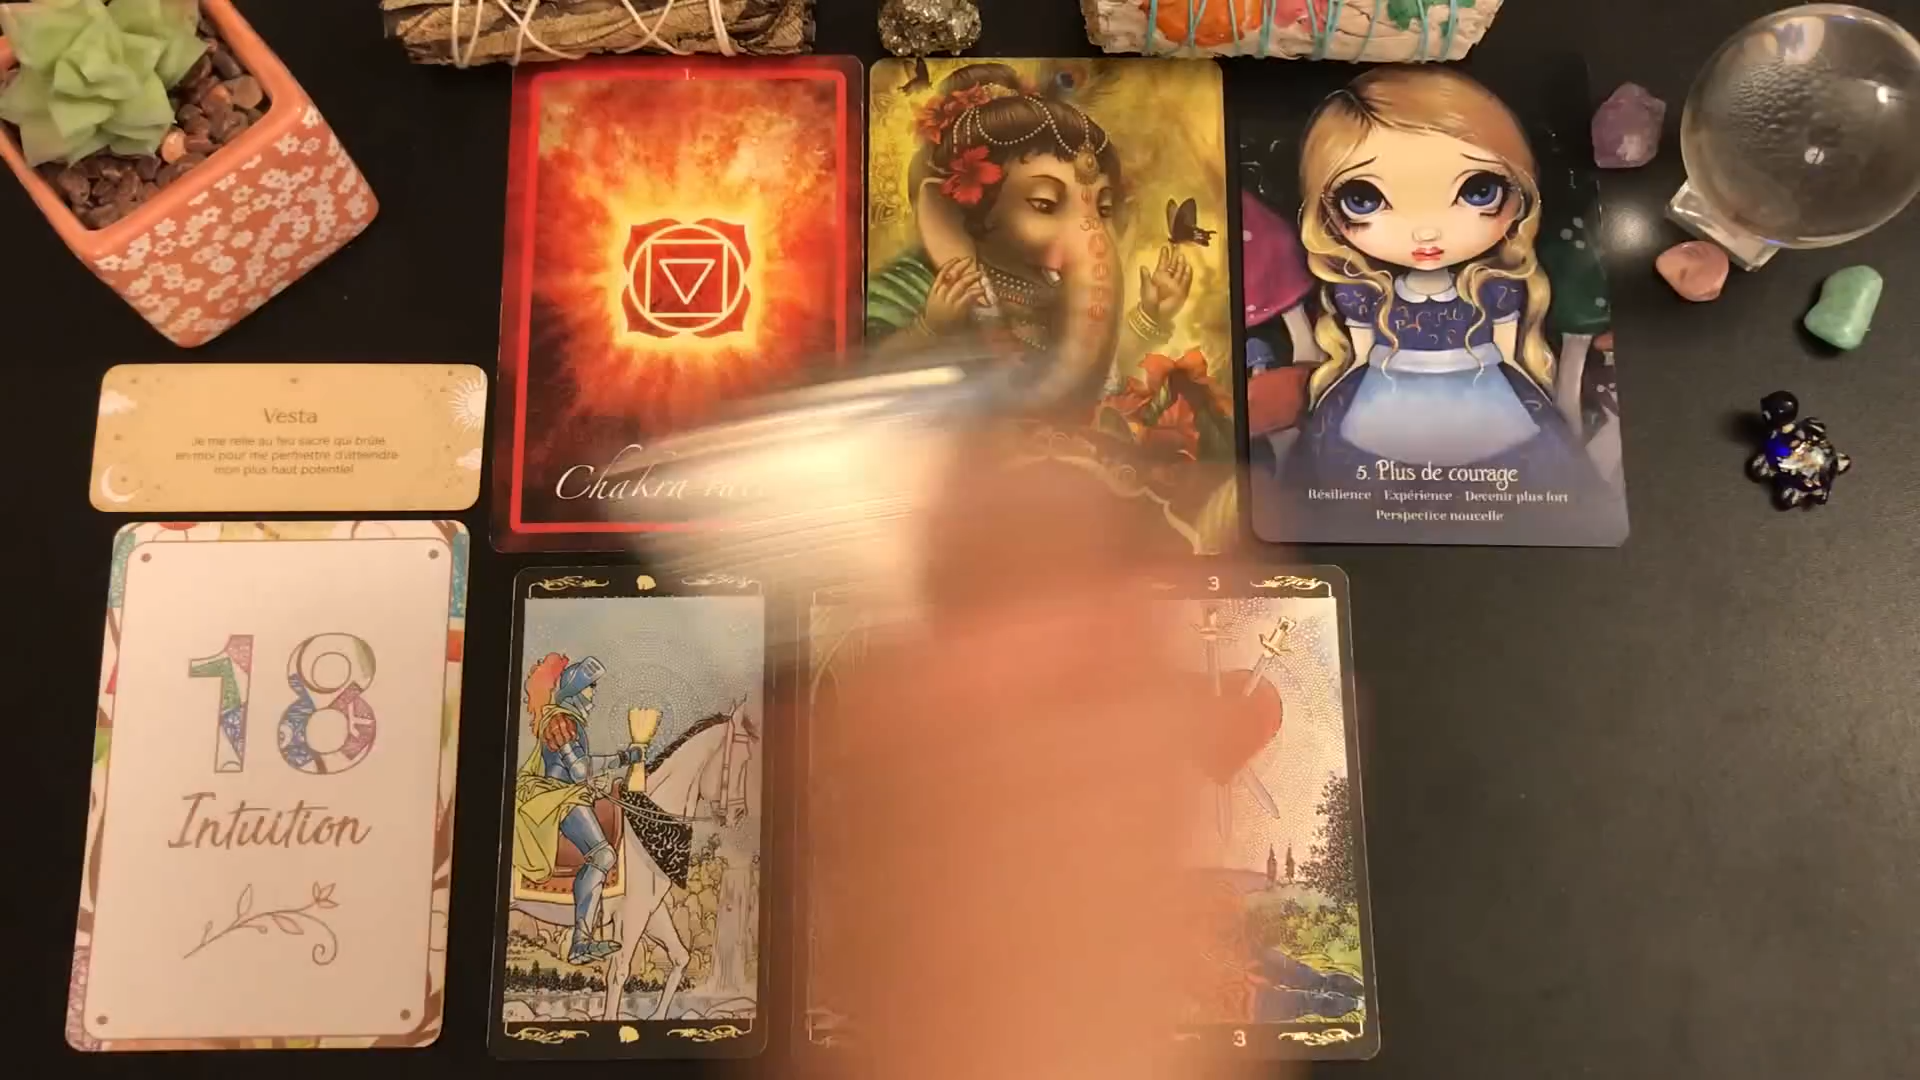 1.
Chakra
5. Plus de courage
Résilience - Expérience - Devenir plus fort
Perspective nouvelle
Vesta
Je me relie au feu sacré qui brûle
en moi pour me permettre d'atteindre
mon plus haut potentiel
18
Intuition
3
3